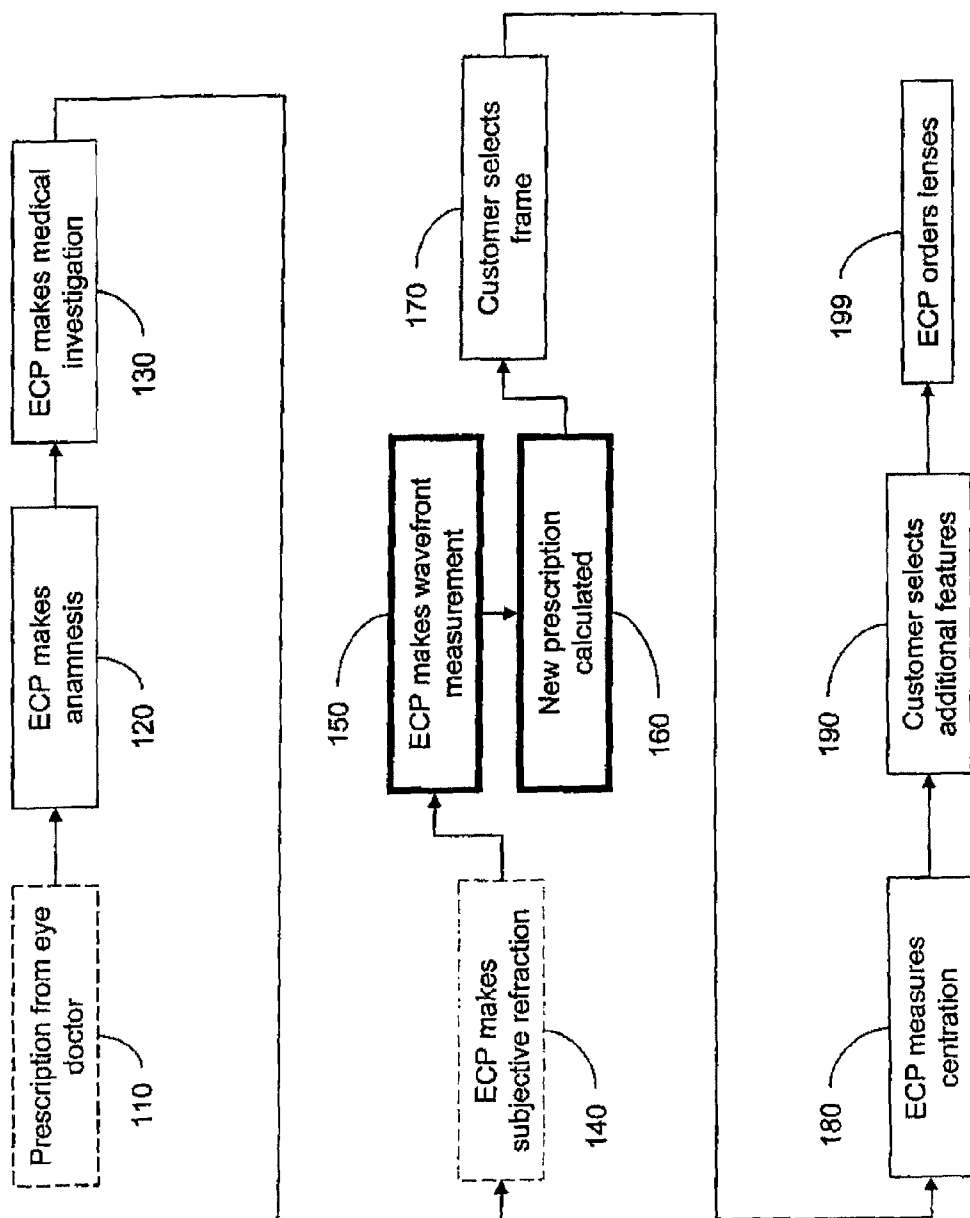 Prescription from eye
doctor
110
ECP makes
anamnesis
120
ECP makes medical
investigation
130
ECP makes
subjective refraction
140
150
ECP makes wavefront
measurement
New prescription
calculated
160
170
Customer selects
frame
180
ECP measures
centration
190
Customer selects
additional features
199
ECP orders lenses